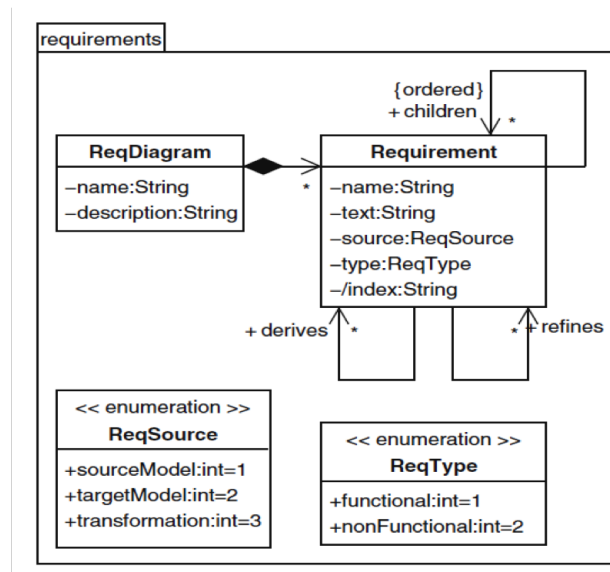 requirements
{ordered}
+ children
*
ReqDiagram
–name:String
–description:String
*
Requirement
–name:String
–text:String
–source:ReqSource
–type:ReqType
–/index:String
+ derives
*
*
+ refines
<< enumeration >>
ReqSource
+sourceModel:int=1
+targetModel:int=2
+transformation:int=3
<< enumeration >>
ReqType
+functional:int=1
+nonFunctional:int=2